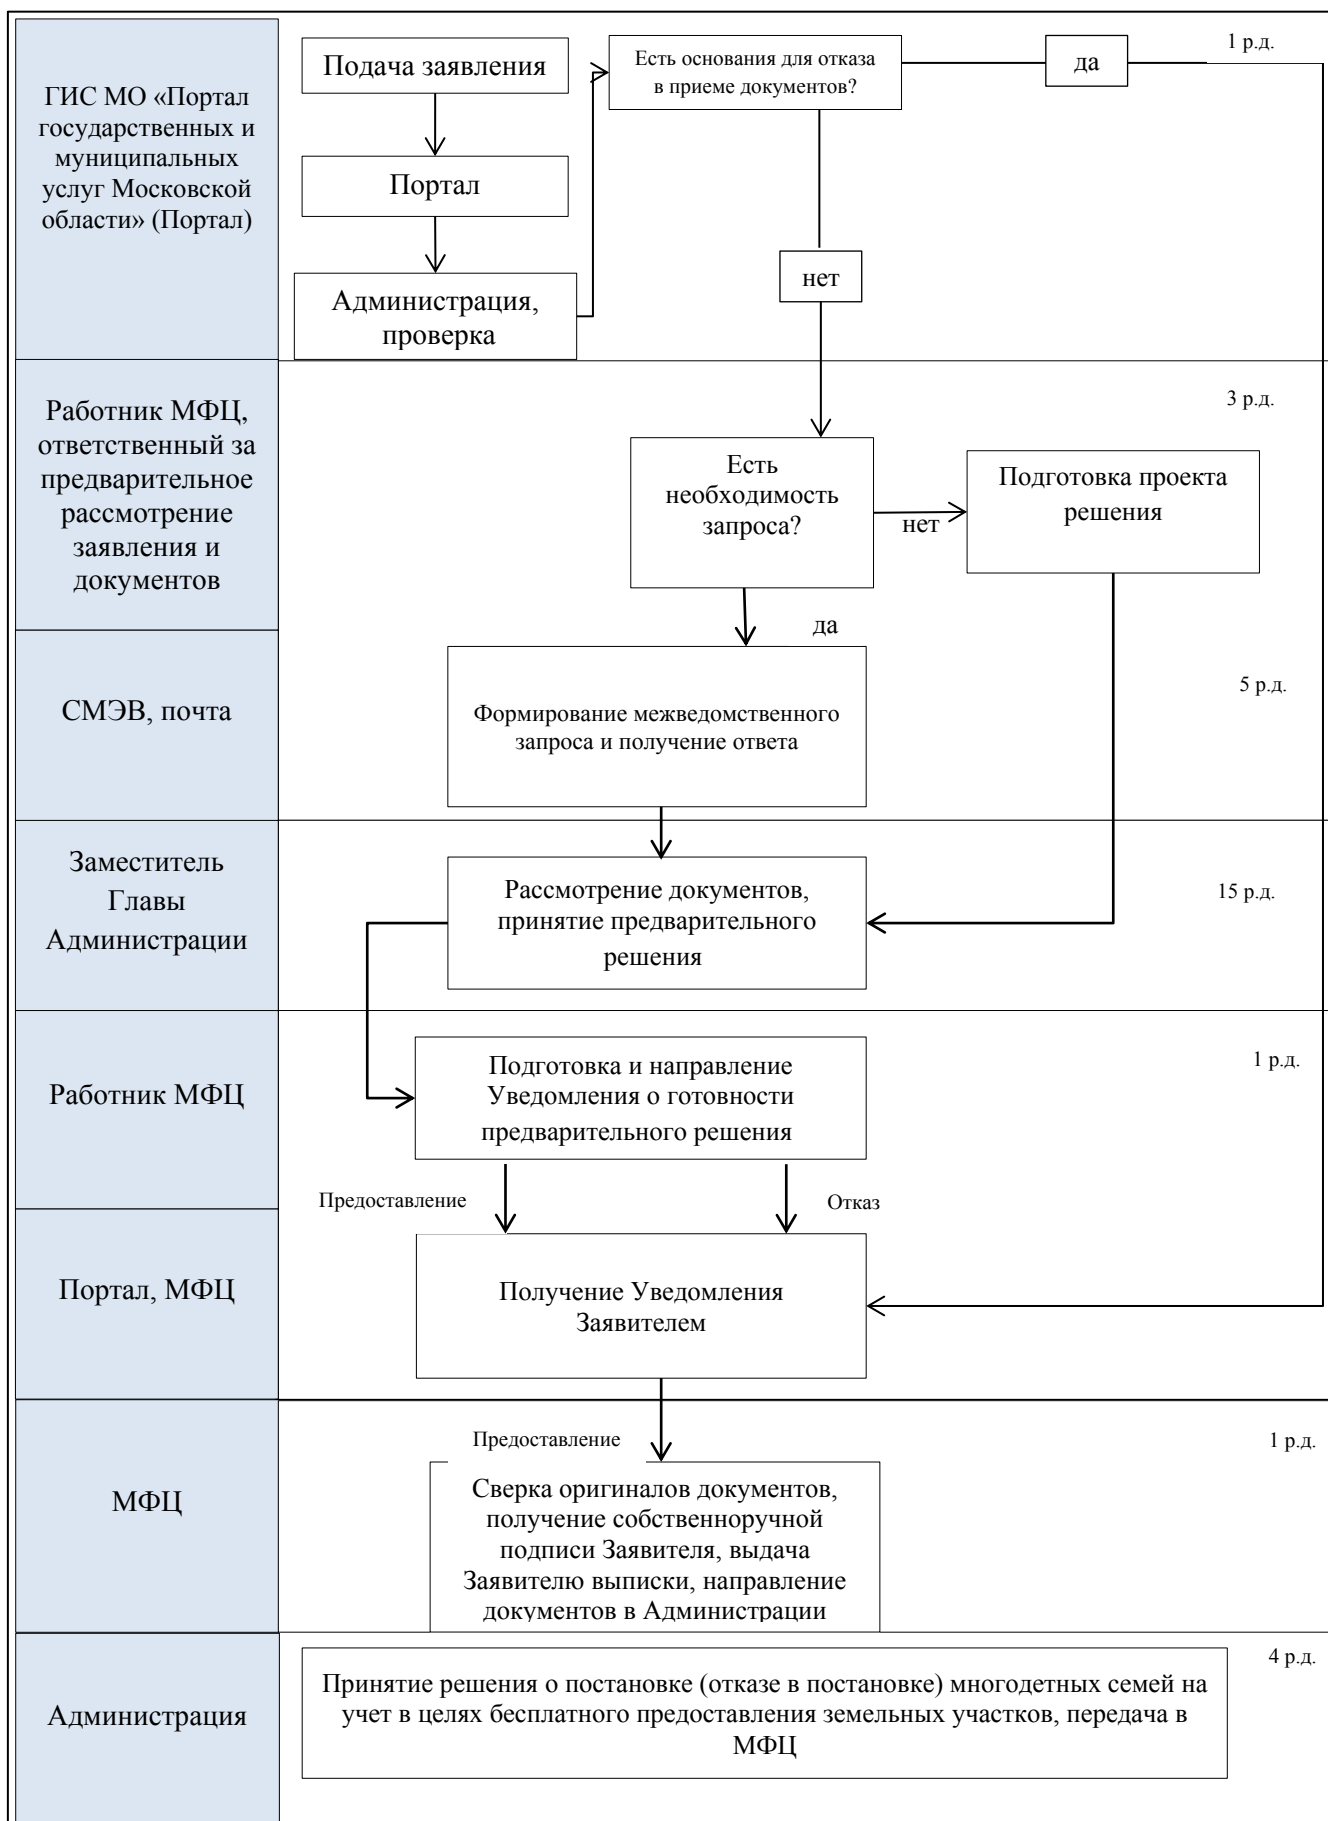 ГИС МО «Портал
государственных и
муниципальных
услуг Московской
области» (Портал)
Подача заявления
Портал
Администрация,
проверка
Есть основания для отказа
в приеме документов?
да
1 р.д.
нет
Работник МФЦ,
ответственный за
предварительное
рассмотрение
заявления и
документов
3 р.д.
Есть
необходимость
запроса?
нет
Подготовка проекта
решения
да
СМЭВ, почта
5 р.д.
Формирование межведомственного
запроса и получение ответа
Заместитель
Главы
Администрации
Рассмотрение документов,
принятие предварительного
решения
15 р.д.
Работник МФЦ
Подготовка и направление
Уведомления о готовности
предварительного решения
1 р.д.
Предоставление
Отказ
Портал, МФЦ
Получение Уведомления
Заявителем
МФЦ
Предоставление
1 р.д.
Сверка оригиналов документов,
получение собственноручной
подписи Заявителя, выдача
Заявителю выписки, направление
документов в Администрации
Администрация
4 р.д.
Принятие решения о постановке (отказе в постановке) многодетных семей на
учет в целях бесплатного предоставления земельных участков, передача в
МФЦ